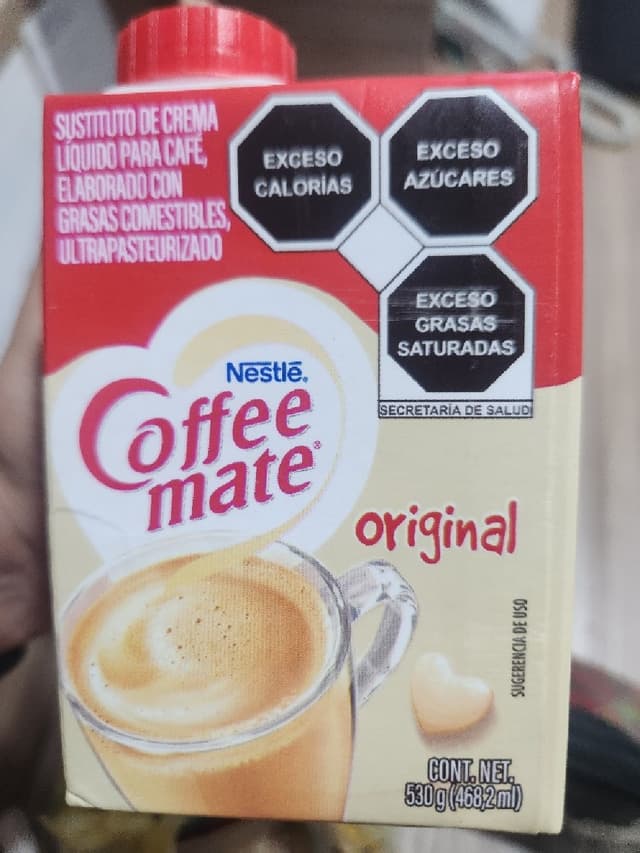 SUSTITUTO DE CREMA
LÍQUIDO PARA CAFÉ,
ELABORADO CON
GRASAS COMESTIBLES,
ULTRAPASTEURIZADO
EXCESO
CALORÍAS
EXCESO
AZÚCARES
EXCESO
GRASAS
SATURADAS
SECRETARÍA DE SALUD
Nestlé®
Coffee
mate®
original
SUGERENCIA DE USO
CONT. NET.
530 g (468,2 ml)